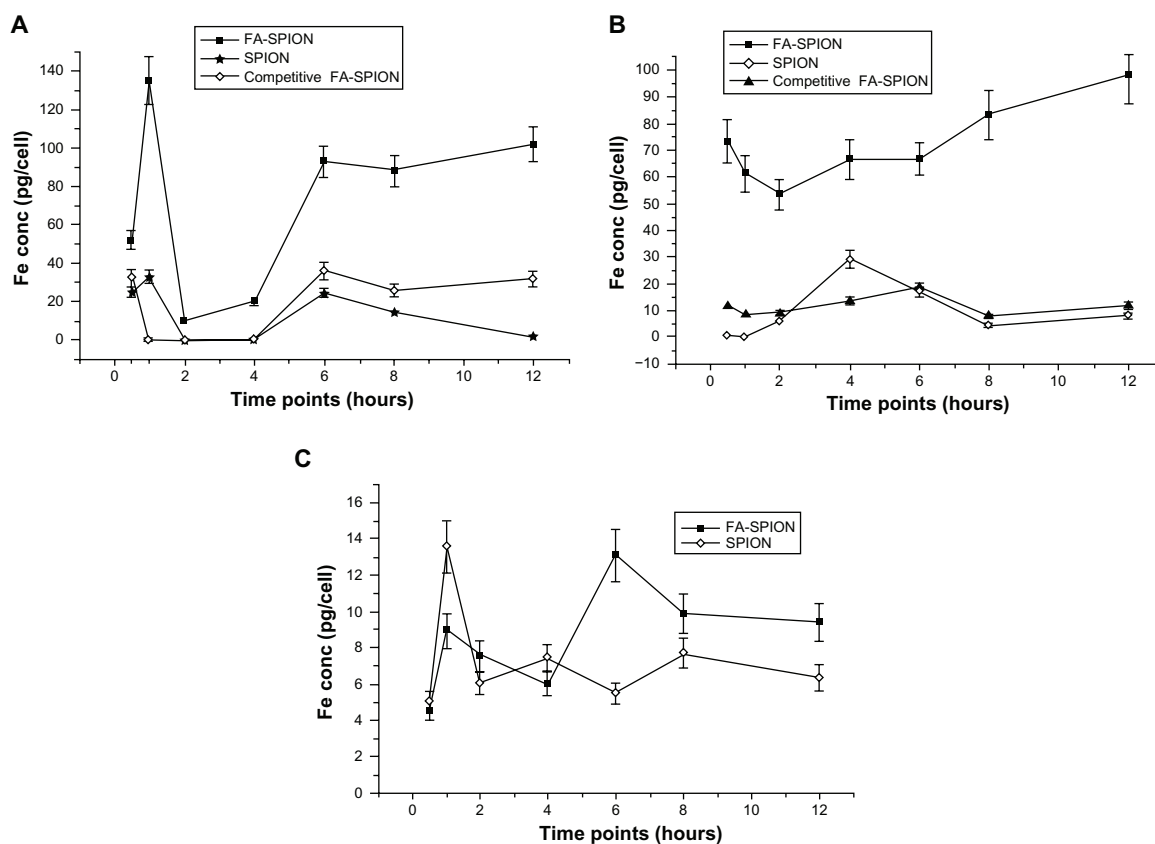 A
FA-SPION
SPION
Competitive FA-SPION
Fe conc (pg/cell)
140
120
100
80
60
40
20
0
0 2 4 6 8 10 12
Time points (hours)
B
FA-SPION
SPION
Competitive FA-SPION
Fe conc (pg/cell)
100
90
80
70
60
50
40
30
20
10
0
−10
0 2 4 6 8 10 12
Time points (hours)
C
FA-SPION
SPION
Fe conc (pg/cell)
16
14
12
10
8
6
4
2
0
0 2 4 6 8 10 12
Time points (hours)